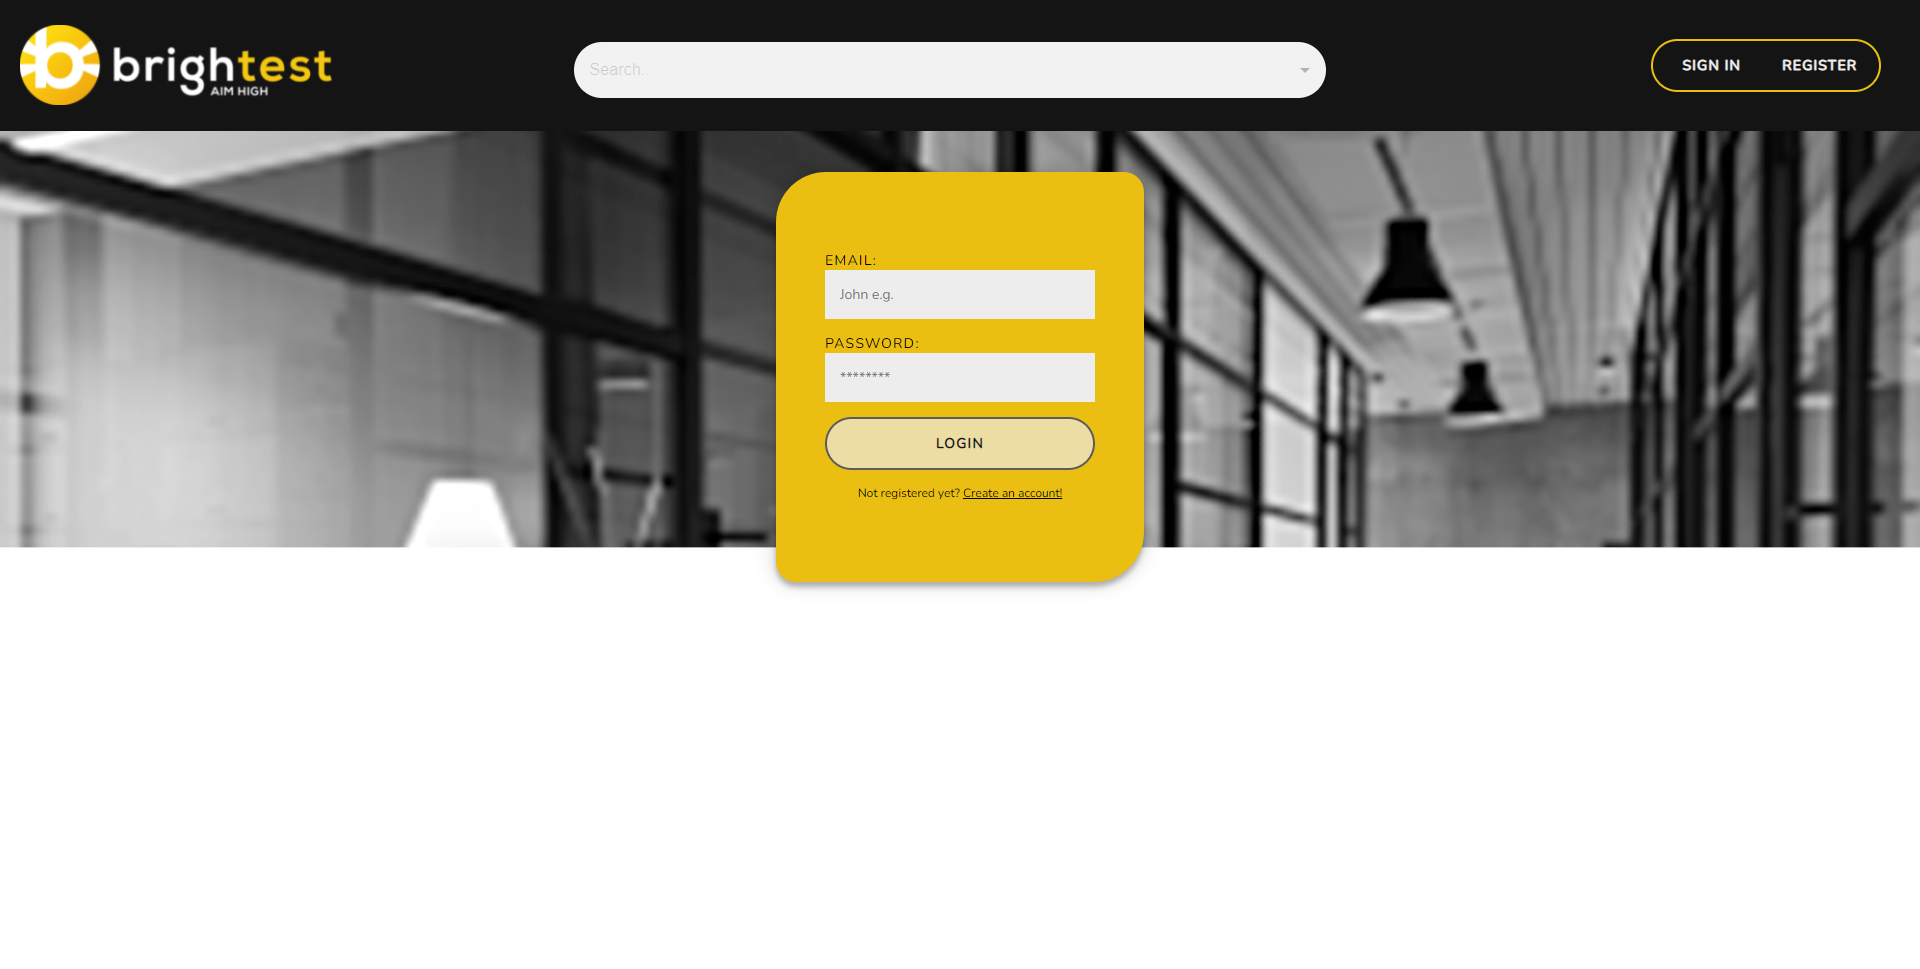 brightest
AIM HIGH
Search..
SIGN IN
REGISTER
EMAIL:
John e.g.
PASSWORD:
********
LOGIN
Not registered yet? Create an account!